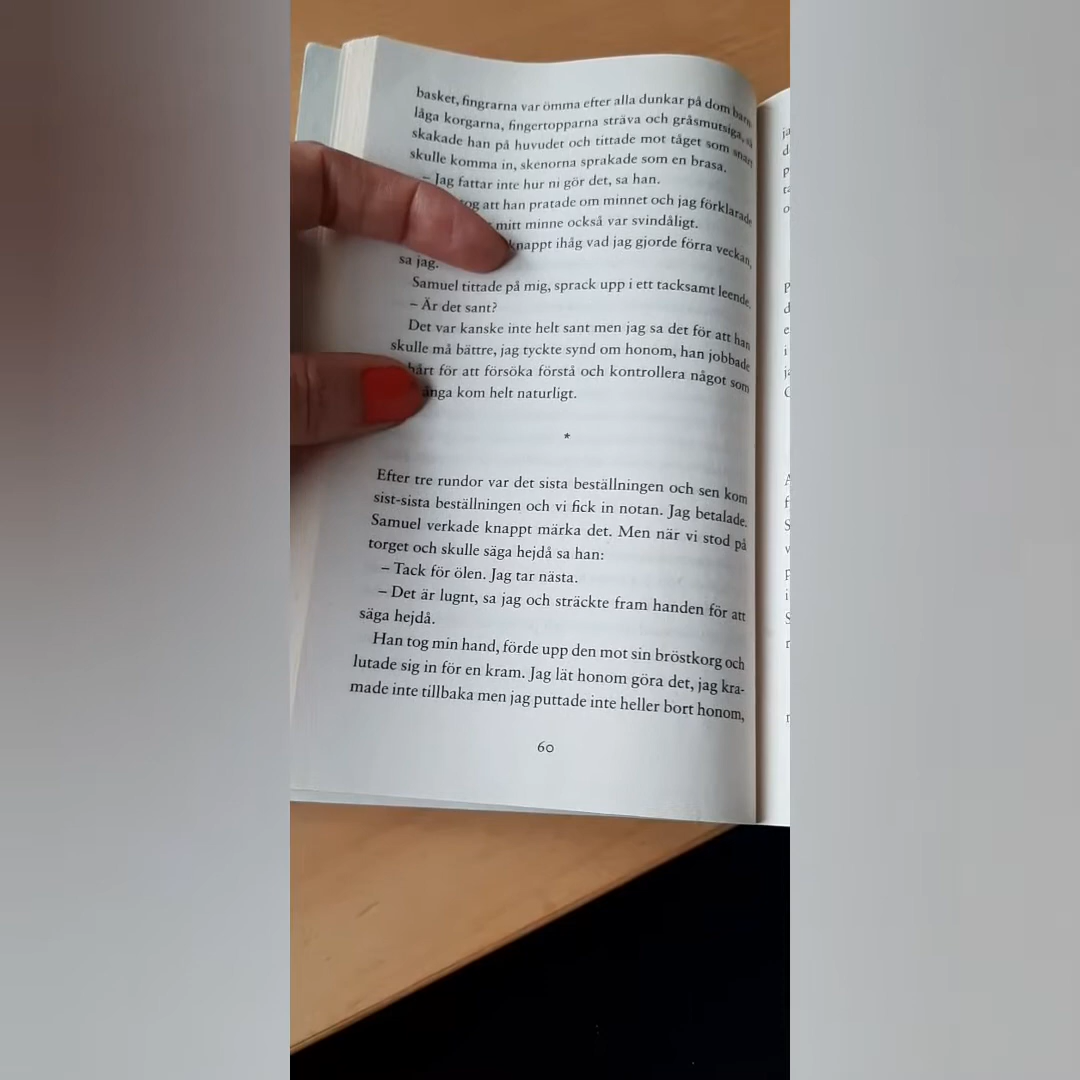 basket, fingrarna var ömma efter alla dunkar på dom barn-
låga korgarna, fingertopparna sträva och gråsmutsiga, så
skakade han på huvudet och tittade mot tåget som snart
skulle komma in, skenorna sprakade som en brasa.
– Jag fattar inte hur ni gör det, sa han.
att han pratade om minnet och jag förklarade
mitt minne också var svindåligt.
knappt ihåg vad jag gjorde förra veckan,
sa jag.
Samuel tittade på mig, sprack upp i ett tacksamt leende.
– Är det sant?
Det var kanske inte helt sant men jag sa det för att han
skulle må bättre, jag tyckte synd om honom, han jobbade
hårt för att försöka förstå och kontrollera något som
kom helt naturligt.
*
Efter tre rundor var det sista beställningen och sen kom
sist-sista beställningen och vi fick in notan. Jag betalade.
Samuel verkade knappt märka det. Men när vi stod på
torget och skulle säga hejdå sa han:
– Tack för ölen. Jag tar nästa.
– Det är lugnt, sa jag och sträckte fram handen för att
säga hejdå.
Han tog min hand, förde upp den mot sin bröstkorg och
lutade sig in för en kram. Jag lät honom göra det, jag kra-
made inte tillbaka men jag puttade inte heller bort honom,
60